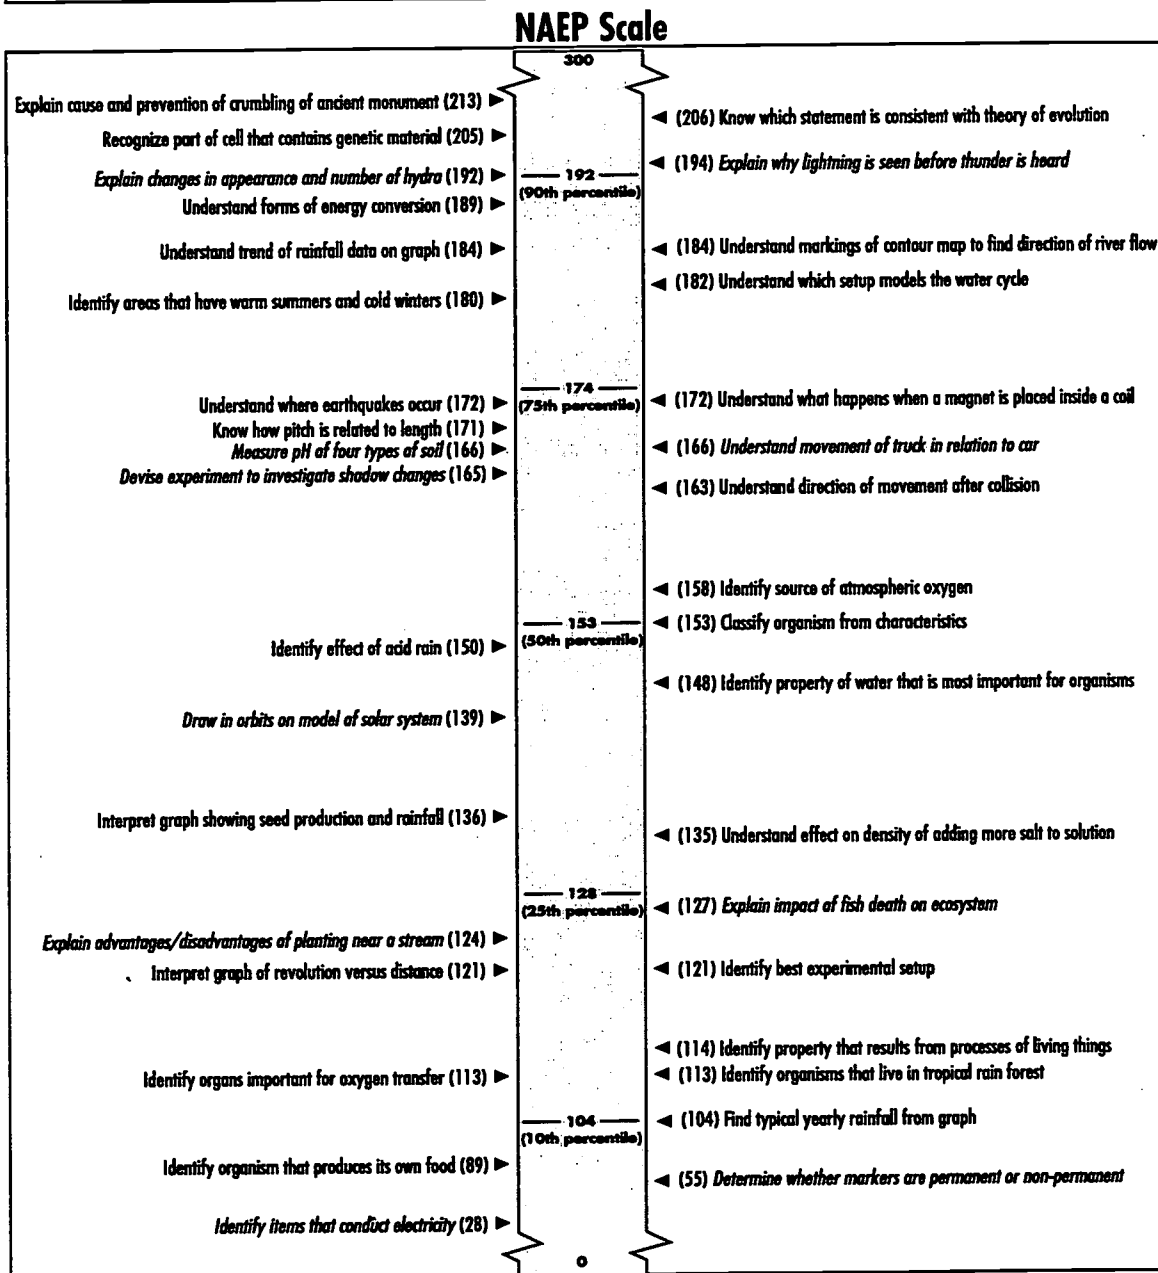 NAEP Scale
300
Explain cause and prevention of crumbling of ancient monument (213) ►
◄ (206) Know which statement is consistent with theory of evolution
Recognize part of cell that contains genetic material (205) ►
◄ (194) Explain why lightning is seen before thunder is heard
Explain changes in appearance and number of hydra (192) ►
192
(90th percentile)
Understand forms of energy conversion (189) ►
Understand trend of rainfall data on graph (184) ►
◄ (184) Understand markings of contour map to find direction of river flow
◄ (182) Understand which setup models the water cycle
Identify areas that have warm summers and cold winters (180) ►
174
(75th percentile)
Understand where earthquakes occur (172) ►
◄ (172) Understand what happens when a magnet is placed inside a coil
Know how pitch is related to length (171) ►
Measure pH of four types of soil (166) ►
◄ (166) Understand movement of truck in relation to car
Devise experiment to investigate shadow changes (165) ►
◄ (163) Understand direction of movement after collision
◄ (158) Identify source of atmospheric oxygen
153
(50th percentile)
◄ (153) Classify organism from characteristics
Identify effect of acid rain (150) ►
◄ (148) Identify property of water that is most important for organisms
Draw in orbits on model of solar system (139) ►
Interpret graph showing seed production and rainfall (136) ►
◄ (135) Understand effect on density of adding more salt to solution
128
(25th percentile)
◄ (127) Explain impact of fish death on ecosystem
Explain advantages/disadvantages of planting near a stream (124) ►
Interpret graph of revolution versus distance (121) ►
◄ (121) Identify best experimental setup
◄ (114) Identify property that results from processes of living things
Identify organs important for oxygen transfer (113) ►
◄ (113) Identify organisms that live in tropical rain forest
104
(10th percentile)
◄ (104) Find typical yearly rainfall from graph
Identify organism that produces its own food (89) ►
◄ (55) Determine whether markers are permanent or non-permanent
Identify items that conduct electricity (28) ►
0